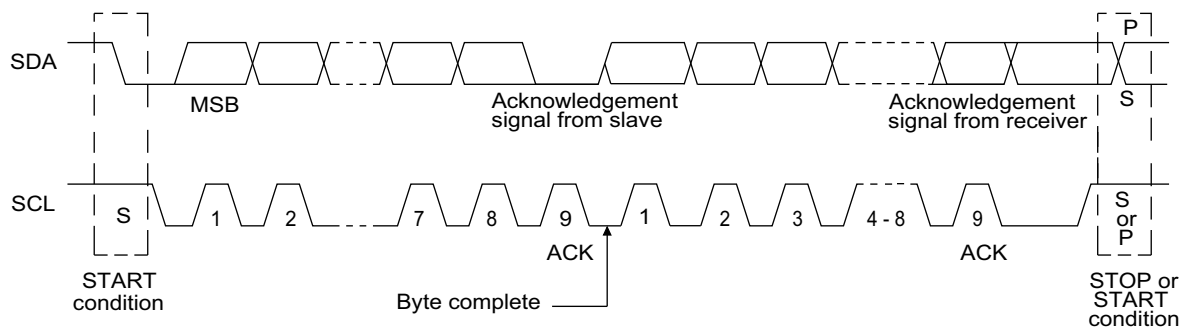 P
SDA
MSB
Acknowledgement
signal from slave
Acknowledgement
signal from receiver
S
SCL
S
1
2
7
8
9
1
2
3
4 - 8
9
S
or
P
ACK
ACK
START
condition
Byte complete
STOP or
START
condition